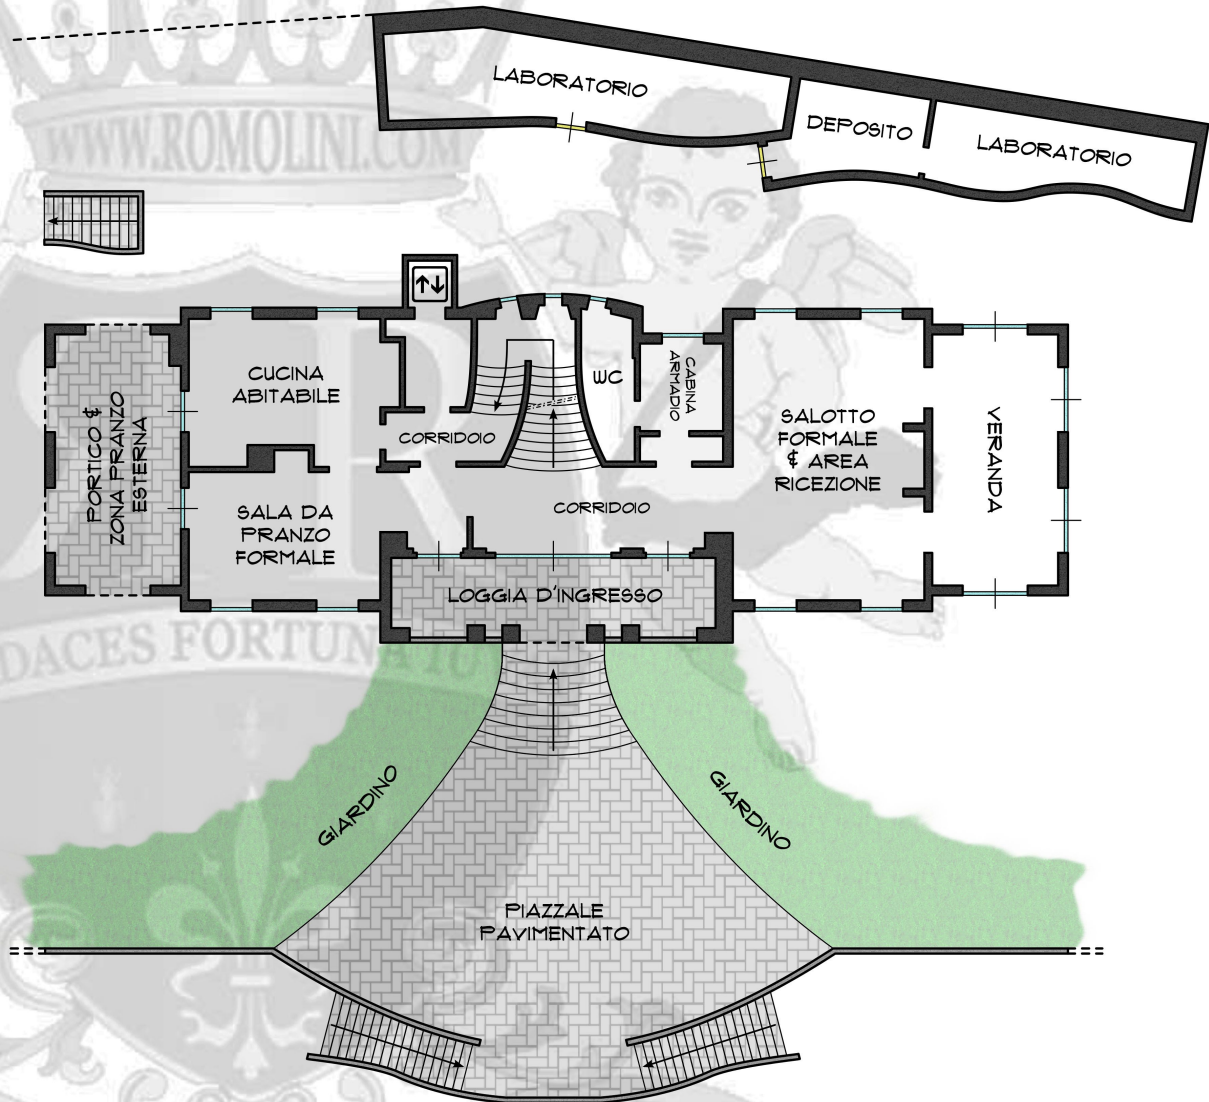 LABORATORIO
DEPOSITO
LABORATORIO
WWW.ROMOLINI.COM
CUCINA
ABITABILE
WC
CABINA
ARMADIO
CORRIDOIO
PORTICO &
ZONA PRANZO
ESTERNA
SALOTTO
FORMALE
& AREA
RICEZIONE
VERANDA
SALA DA
PRANZO
FORMALE
CORRIDOIO
LOGGIA D'INGRESSO
DACES FORTUNA IU
GIARDINO
GIARDINO
PIAZZALE
PAVIMENTATO